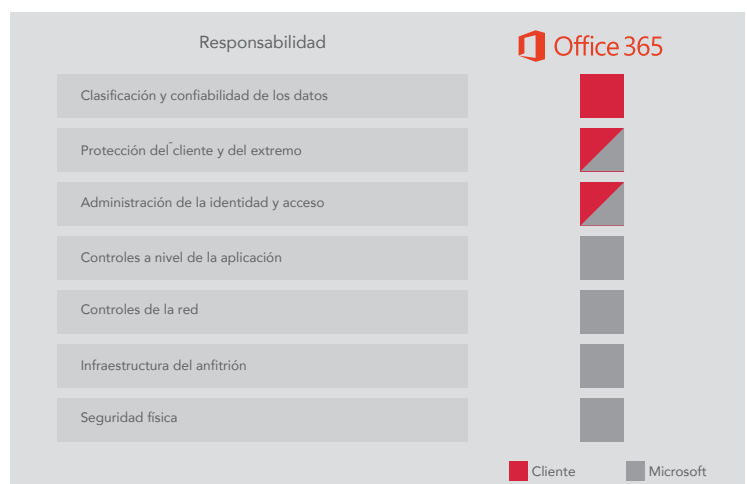 Responsabilidad
Office 365
Clasificación y confiabilidad de los datos
Protección del cliente y del extremo
Administración de la identidad y acceso
Controles a nivel de la aplicación
Controles de la red
Infraestructura del anfitrión
Seguridad física
Cliente
Microsoft